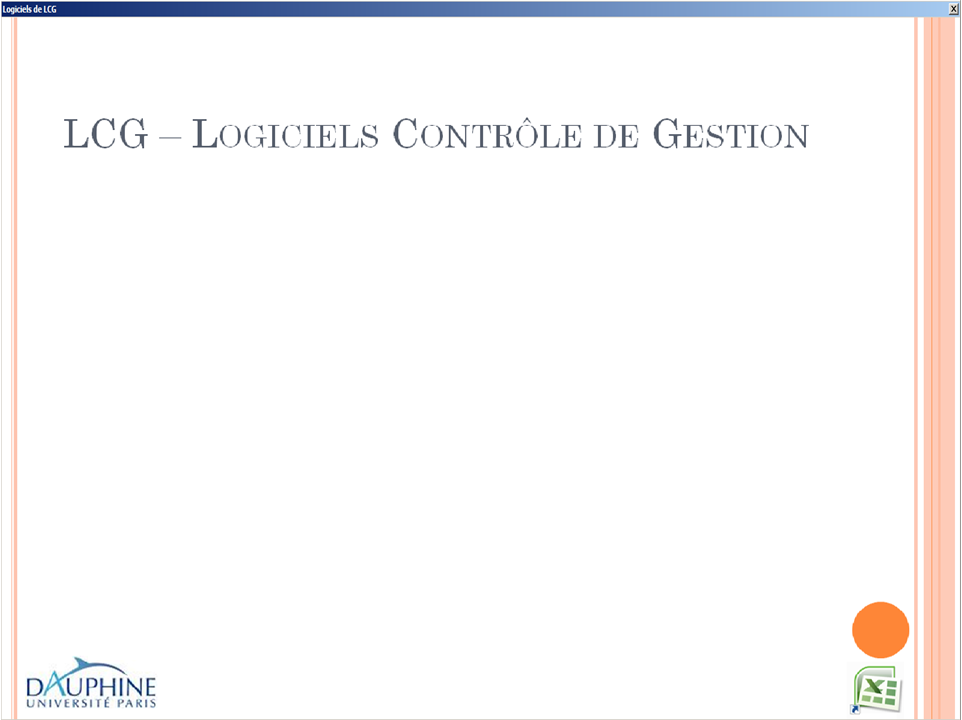 Logiciels de LCG
LCG – Logiciels Contrôle de Gestion
DAUPHINE
UNIVERSITÉ PARIS